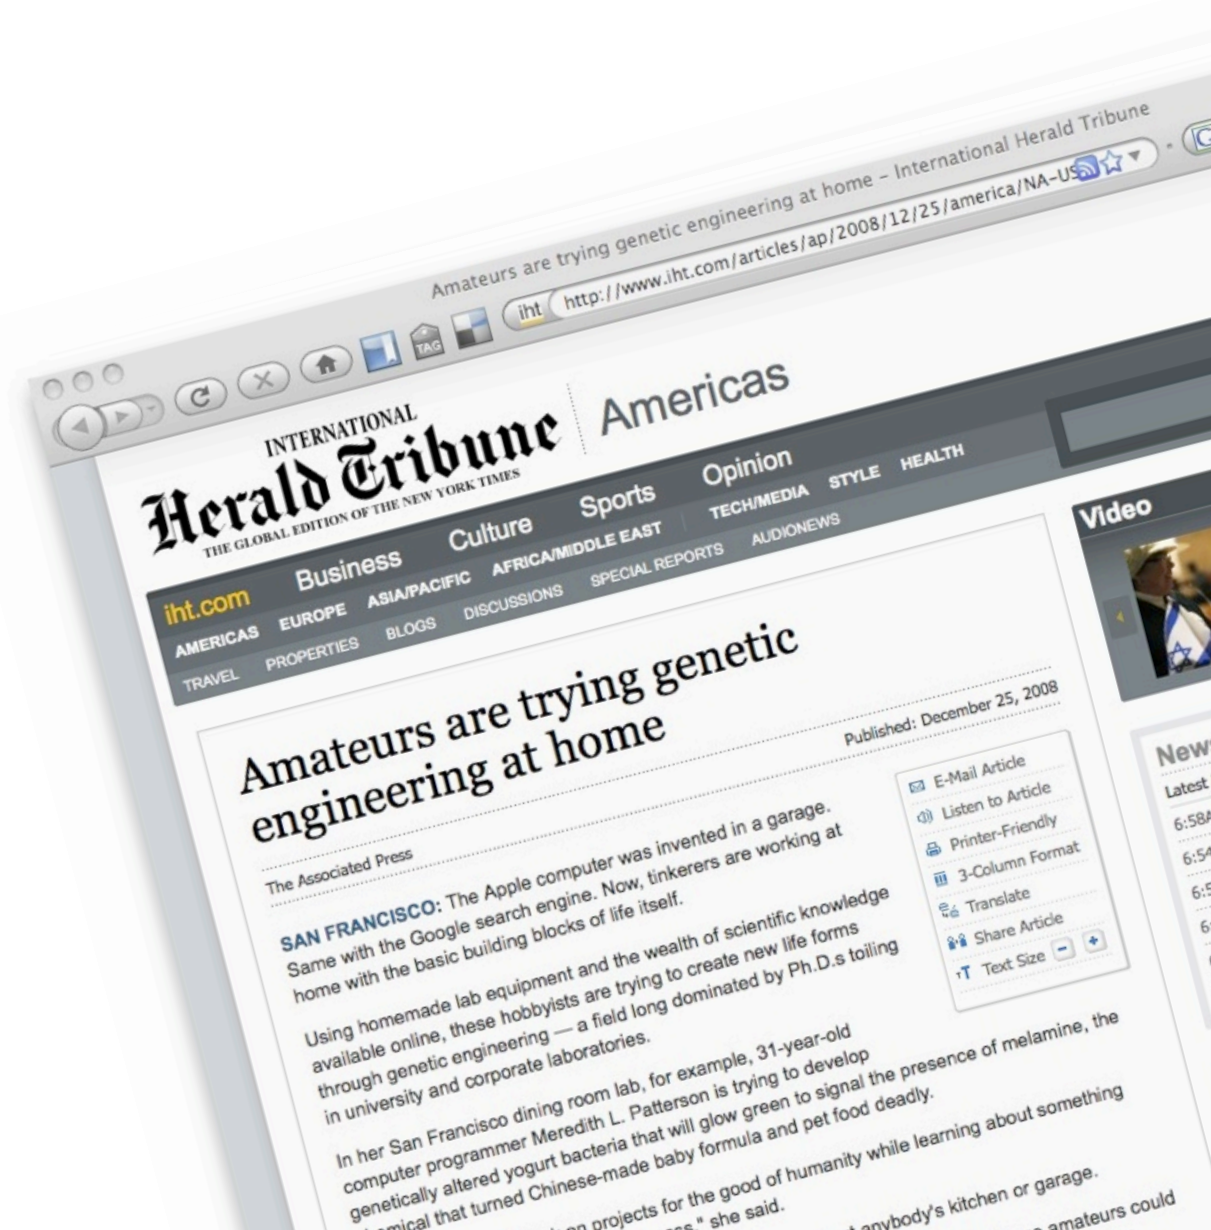 Amateurs are trying genetic engineering at home – International Herald Tribune
iht http://www.iht.com/articles/ap/2008/12/25/america/NA-US
TAG
INTERNATIONAL
Herald Tribune
THE GLOBAL EDITION OF THE NEW YORK TIMES
Americas
iht.com Business Culture Sports Opinion
AMERICAS EUROPE ASIA/PACIFIC AFRICA/MIDDLE EAST TECH/MEDIA STYLE HEALTH
TRAVEL PROPERTIES BLOGS DISCUSSIONS SPECIAL REPORTS AUDIONEWS
Amateurs are trying genetic
engineering at home
The Associated Press
Published: December 25, 2008
SAN FRANCISCO: The Apple computer was invented in a garage.
Same with the Google search engine. Now, tinkerers are working at
home with the basic building blocks of life itself.
Using homemade lab equipment and the wealth of scientific knowledge
available online, these hobbyists are trying to create new life forms
through genetic engineering — a field long dominated by Ph.D.s toiling
in university and corporate laboratories.
In her San Francisco dining room lab, for example, 31-year-old
computer programmer Meredith L. Patterson is trying to develop
genetically altered yogurt bacteria that will glow green to signal the presence of melamine, the
that turned Chinese-made baby formula and pet food deadly.
projects for the good of humanity while learning about something
she said.
anybody's kitchen or garage.
amateurs could
E-Mail Article
Listen to Article
Printer-Friendly
3-Column Format
Translate
Share Article
Text Size
Video
Latest
6:58A
6:54